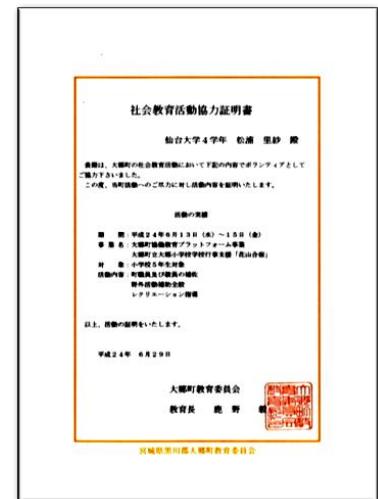 社会教育活動協力証明書
仙台大学４学年 松浦 里紗 殿
貴殿は、大郷町の社会教育活動において下記の内容でボランティアとして
ご協力下さいました。
この度、当町活動へのご尽力に対し活動内容を証明いたします。
活動の実績
期 間：平成２４年６月１３日（水）～１５日（金）
事 業 名：大郷町協働教育プラットフォーム事業
大郷町立大郷小学校学校行事支援「花山合宿」
対 象：小学校５年生対象
活動内容：町職員及び教員の補佐
野外活動補助全般
レクリエーション指導
以上、活動の証明をいたします。
平成２４年 ６月２９日
大郷町教育委員会
教育長 鹿 野 毅
宮城県黒川郡大郷町教育委員会